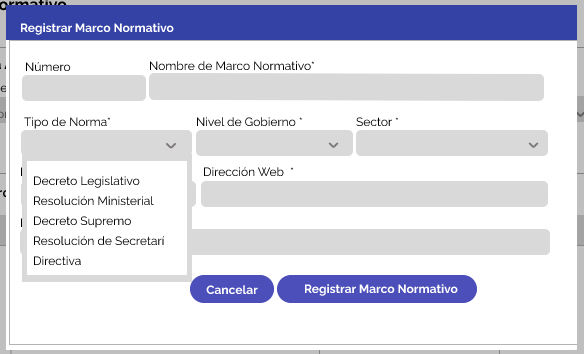 Registrar Marco Normativo
Número
Nombre de Marco Normativo*
Tipo de Norma*
Nivel de Gobierno *
Sector *
Decreto Legislativo
Resolución Ministerial
Decreto Supremo
Resolución de Secretarí
Directiva
Dirección Web *
Cancelar
Registrar Marco Normativo